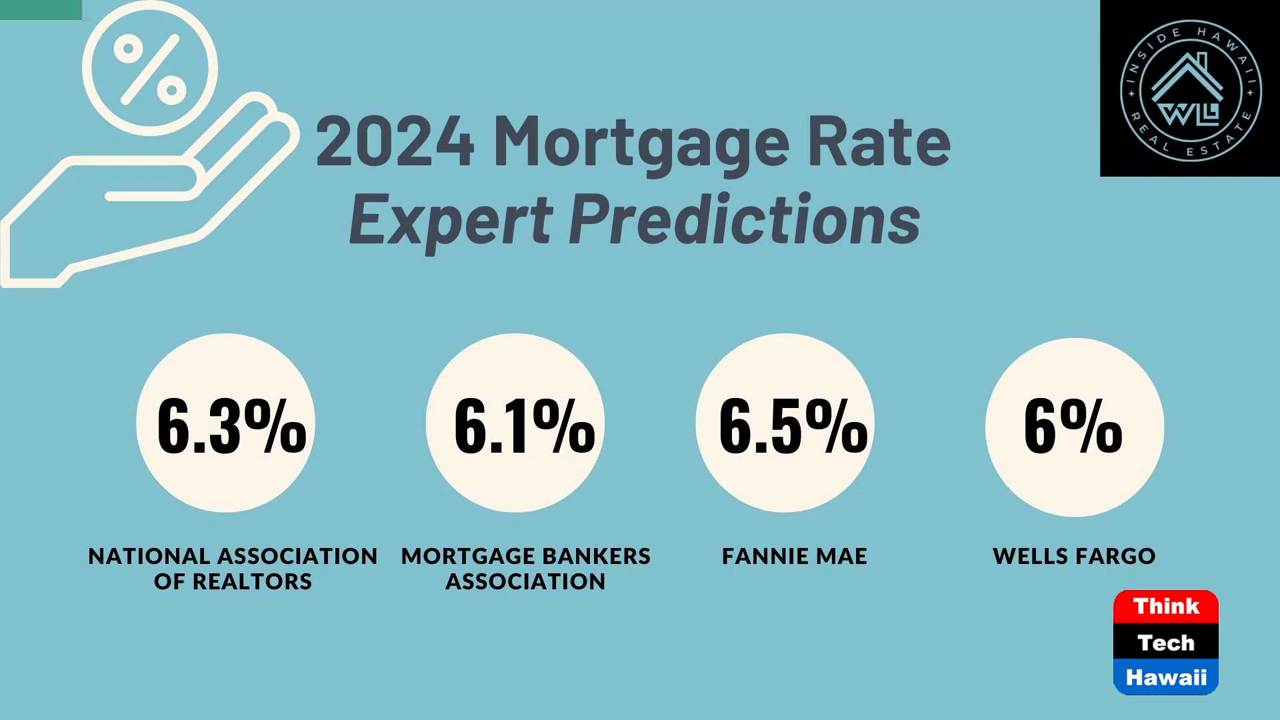 %
2024 Mortgage Rate
Expert Predictions
INSIDE HAWAII
WLU
REAL ESTATE
6.3%
6.1%
6.5%
6%
NATIONAL ASSOCIATION
OF REALTORS
MORTGAGE BANKERS
ASSOCIATION
FANNIE MAE
WELLS FARGO
Think
Tech
Hawaii